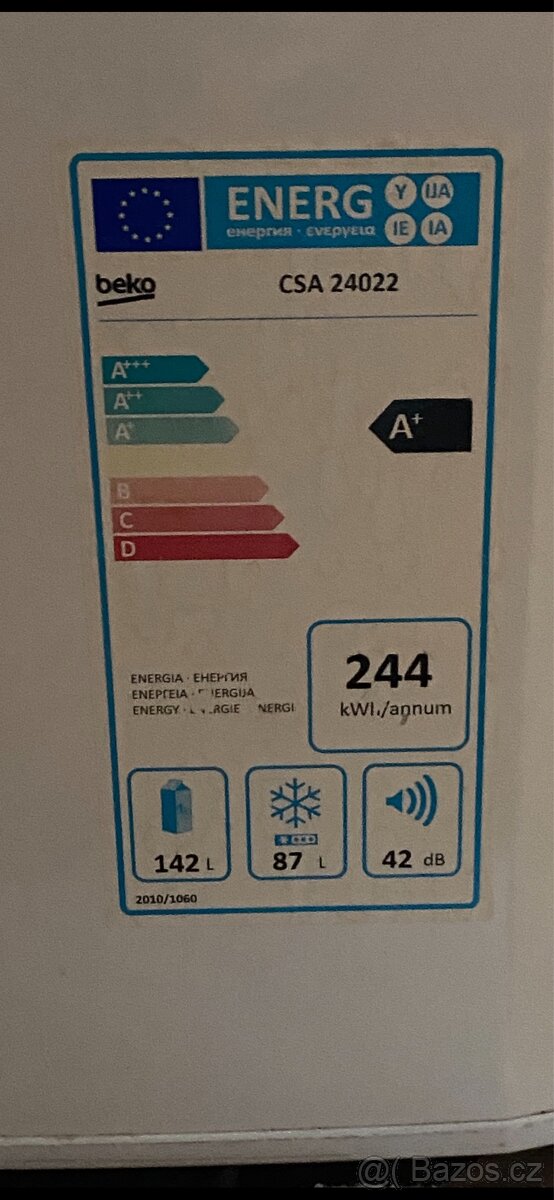 ENERG Y IJA
енергия · ενεργεια IE IA
beko CSA 24022
A+++
A++
A+
A+
B
C
D
244
ENERGIA · ЕНЕРГИЯ
ΕΝΕΡΓΕΙΑ ·
ENERGY ·
/annum
142 L
87 L
42 dB
2010/1060
@( Bazos.cz